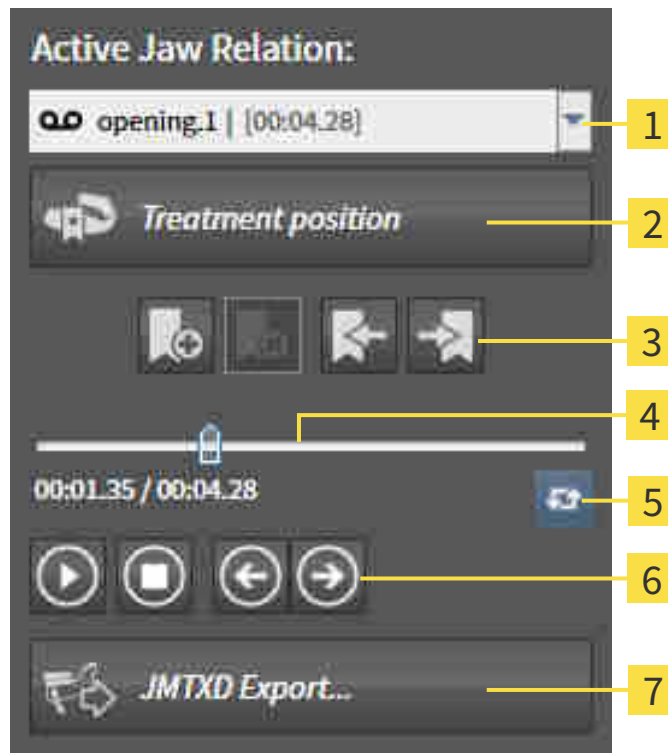 Active Jaw Relation:
opening.1 | [00:04.28]
1
Treatment position
2
3
4
00:01.35 / 00:04.28
5
6
JMTXD Export...
7